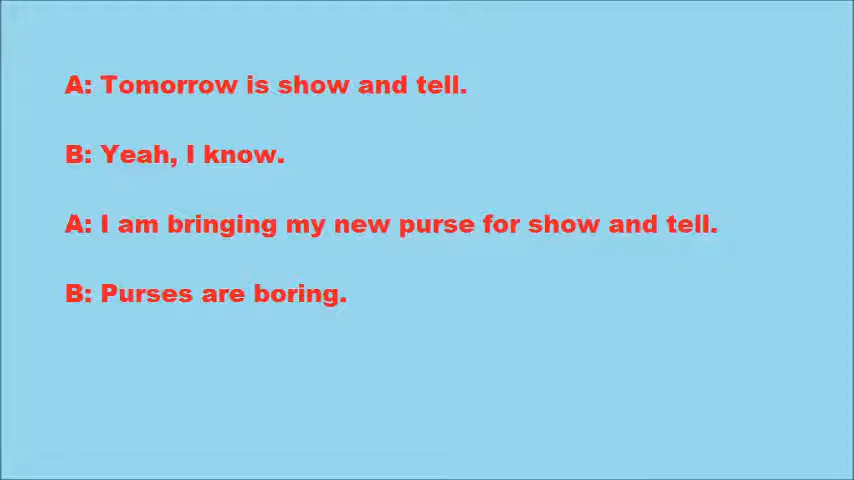 A: Tomorrow is show and tell.
B: Yeah, I know.
A: I am bringing my new purse for show and tell.
B: Purses are boring.